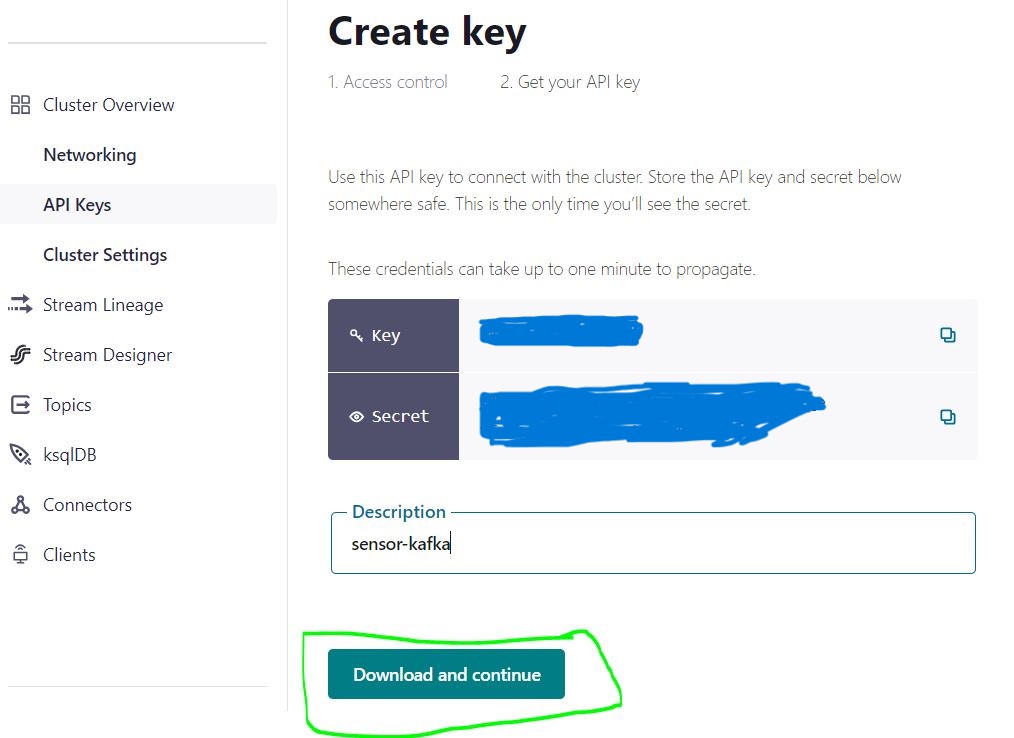 Create key
1. Access control
2. Get your API key
Cluster Overview
Networking
API Keys
Cluster Settings
Stream Lineage
Stream Designer
Topics
ksqlDB
Connectors
Clients
Use this API key to connect with the cluster. Store the API key and secret below
somewhere safe. This is the only time you’ll see the secret.
These credentials can take up to one minute to propagate.
Key
Secret
Description
sensor-kafka
Download and continue